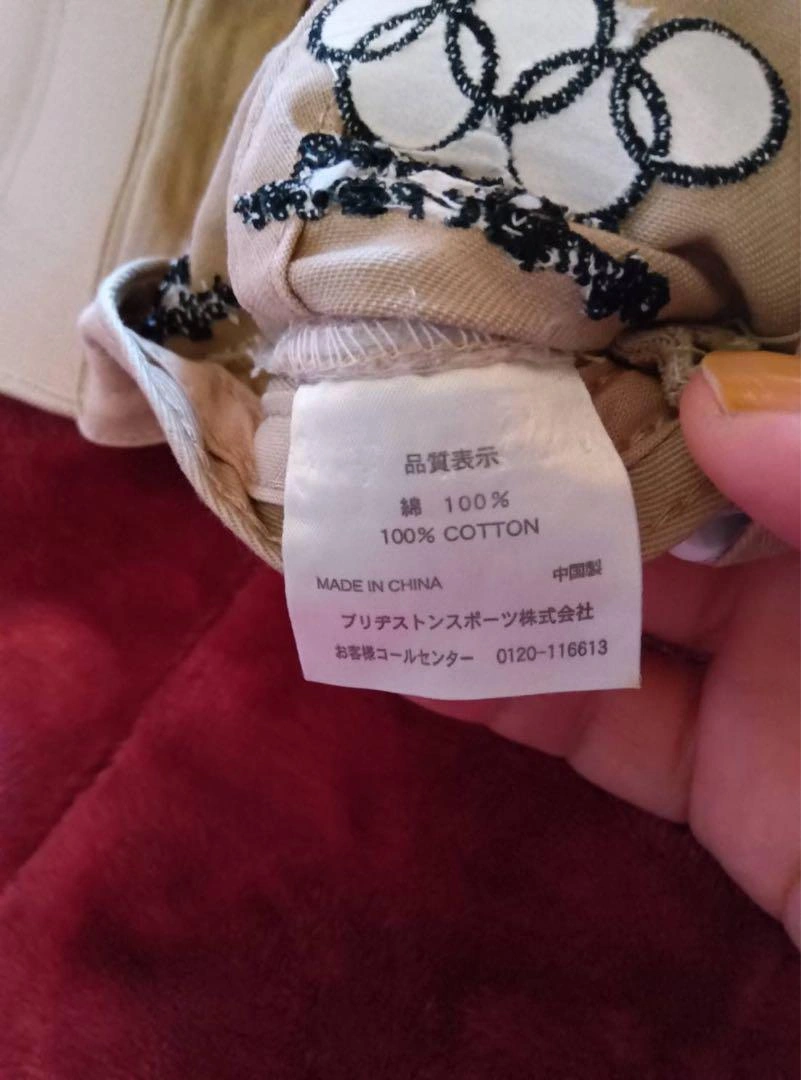 品質表示
綿 100%
100% COTTON
MADE IN CHINA 中国製
ブリヂストンスポーツ株式会社
お客様コールセンター 0120-116613